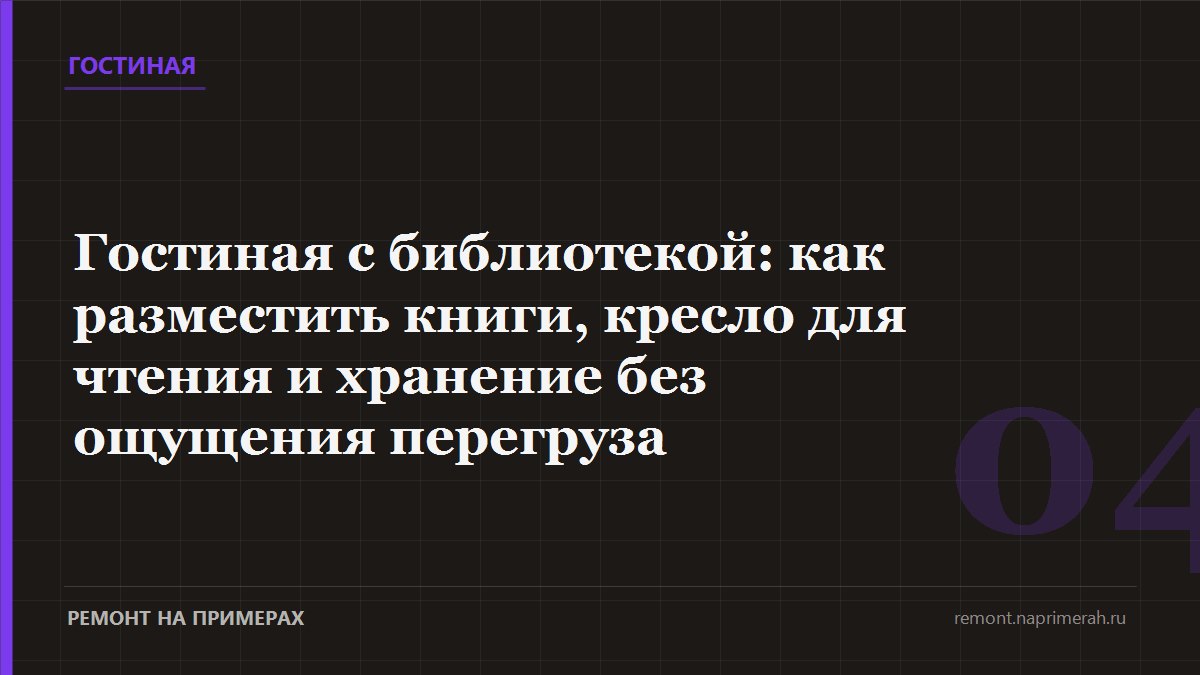 ГОСТИНАЯ
Гостиная с библиотекой: как
разместить книги, кресло для
чтения и хранение без
ощущения перегруза
04
РЕМОНТ НА ПРИМЕРАХ
remont.naprimerah.ru